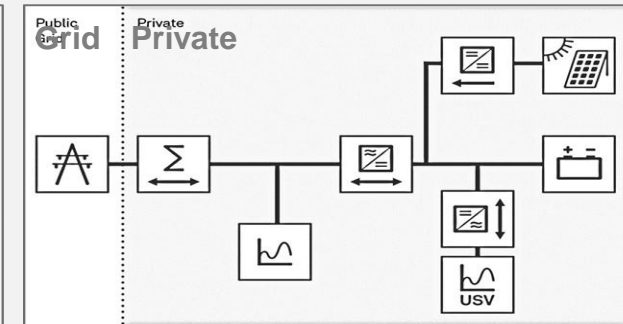 Public
Grid
Private
Grid Private
Σ
+ -
USV